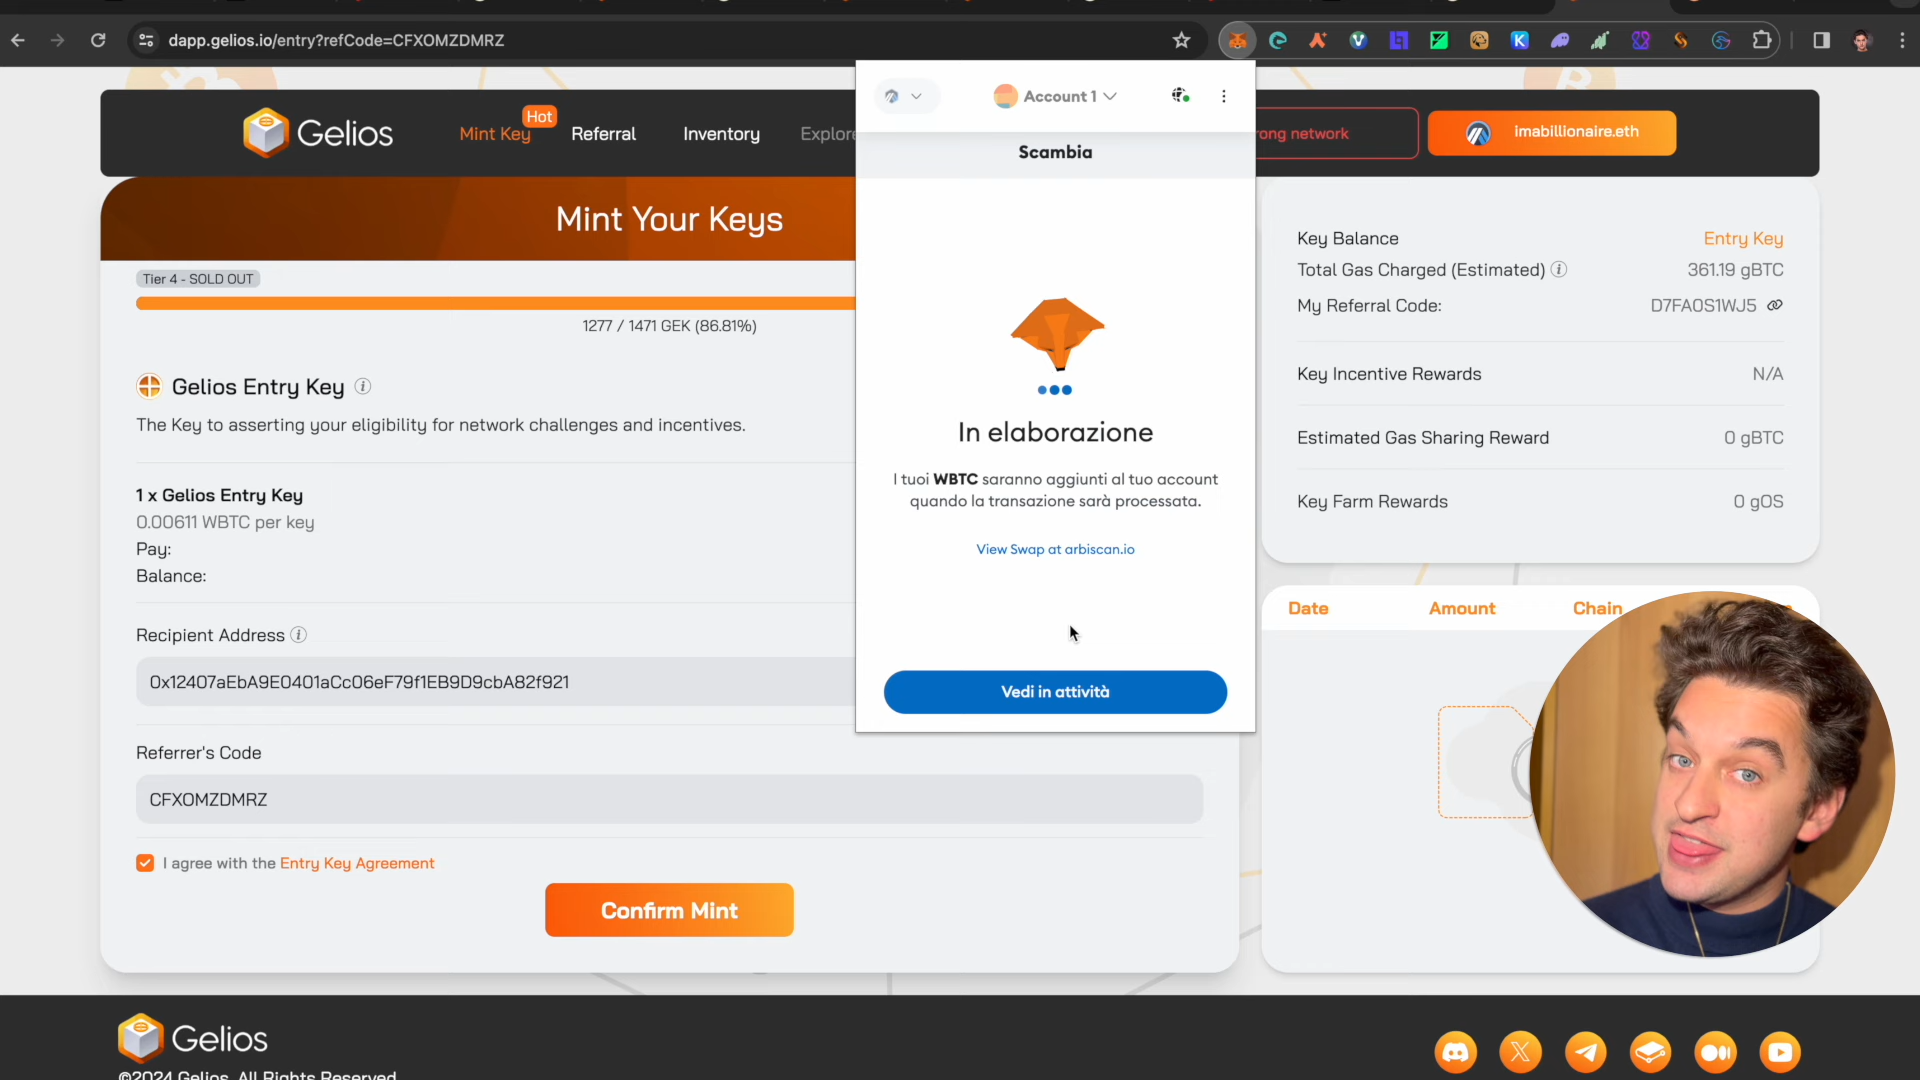 dapp.gelios.io/entry?refCode=CFXOMZDMRZ
Gelios
Mint Key
Hot
Referral
Inventory
Explore
Account 1
ong network
imabillionaire.eth
Scambia
Mint Your Keys
Tier 4 - SOLD OUT
1277 / 1471 GEK (86.81%)
Gelios Entry Key
The Key to asserting your eligibility for network challenges and incentives.
1 x Gelios Entry Key
0.00611 WBTC per key
Pay:
Balance:
Recipient Address
0x12407aEbA9E0401aCc06eF79f1EB9D9cbA82f921
Referrer's Code
CFXOMZDMRZ
I agree with the Entry Key Agreement
Confirm Mint
In elaborazione
I tuoi WBTC saranno aggiunti al tuo account
quando la transazione sarà processata.
View Swap at arbiscan.io
Vedi in attività
Key Balance
Entry Key
Total Gas Charged (Estimated)
361.19 gBTC
My Referral Code:
D7FA0S1WJ5
Key Incentive Rewards
N/A
Estimated Gas Sharing Reward
0 gBTC
Key Farm Rewards
0 gOS
Date
Amount
Chain
Gelios
©2024 Gelios. All Rights Reserved